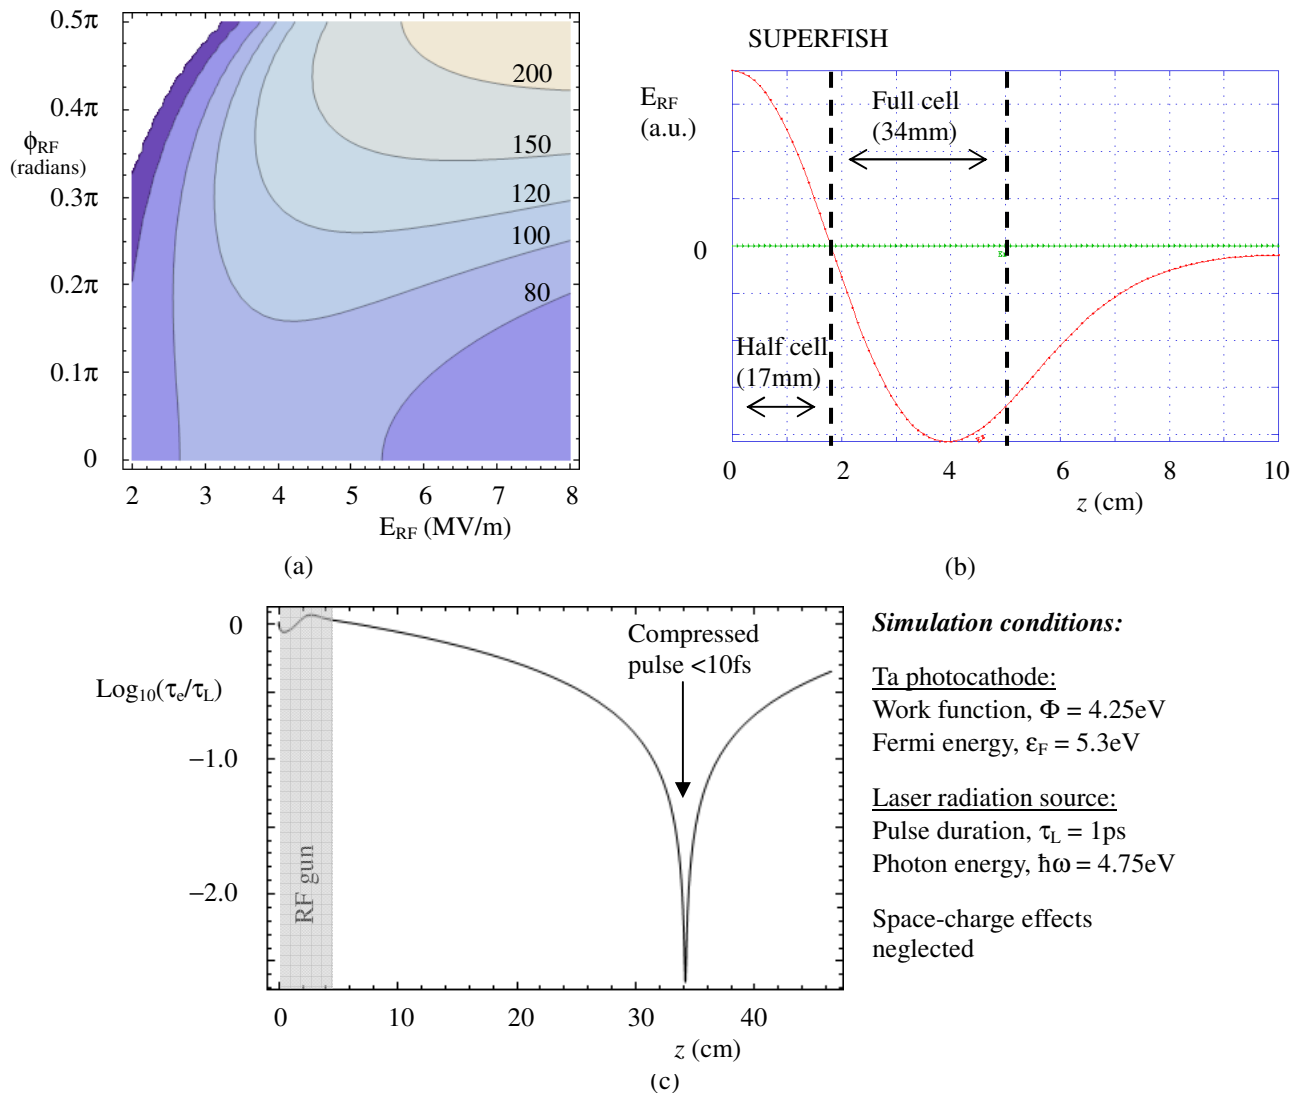 0.5π
0.4π
ϕRF
(radians)
0.3π
0.2π
0.1π
0
200
150
120
100
80
2 3 4 5 6 7 8
ERF (MV/m)
(a)
SUPERFISH
ERF
(a.u.)
0
Full cell
(34mm)
Half cell
(17mm)
0 2 4 6 8 10
z (cm)
(b)
0
Log10(τe/τL)
−1.0
−2.0
RF gun
Compressed
pulse <10fs
0 10 20 30 40
z (cm)
(c)
Simulation conditions:
Ta photocathode:
Work function, Φ = 4.25eV
Fermi energy, εF = 5.3eV
Laser radiation source:
Pulse duration, τL = 1ps
Photon energy, ħω = 4.75eV
Space-charge effects
neglected